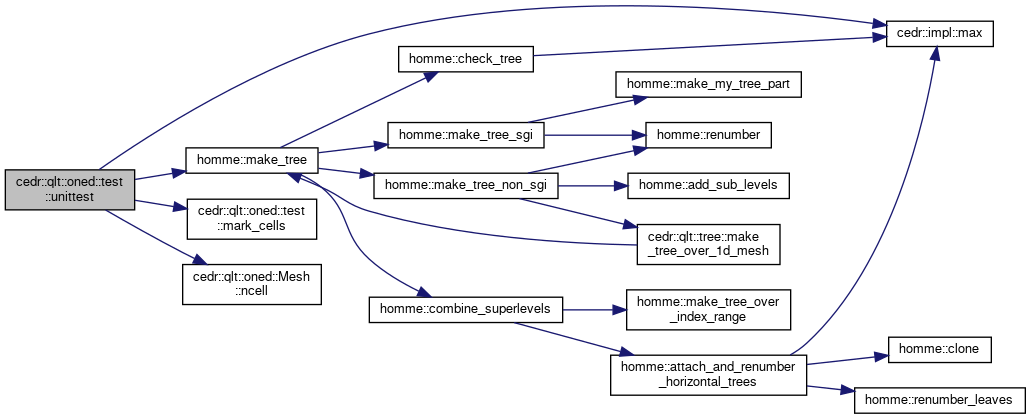 cedr::impl::max
homme::check_tree
homme::make_my_tree_part
homme::make_tree_sgi
homme::renumber
homme::make_tree
cedr::qlt::oned::test
::unittest
homme::make_tree_non_sgi
homme::add_sub_levels
cedr::qlt::oned::test
::mark_cells
cedr::qlt::tree::make
_tree_over_1d_mesh
cedr::qlt::oned::Mesh
::ncell
homme::combine_superlevels
homme::make_tree_over
_index_range
homme::clone
homme::attach_and_renumber
_horizontal_trees
homme::renumber_leaves